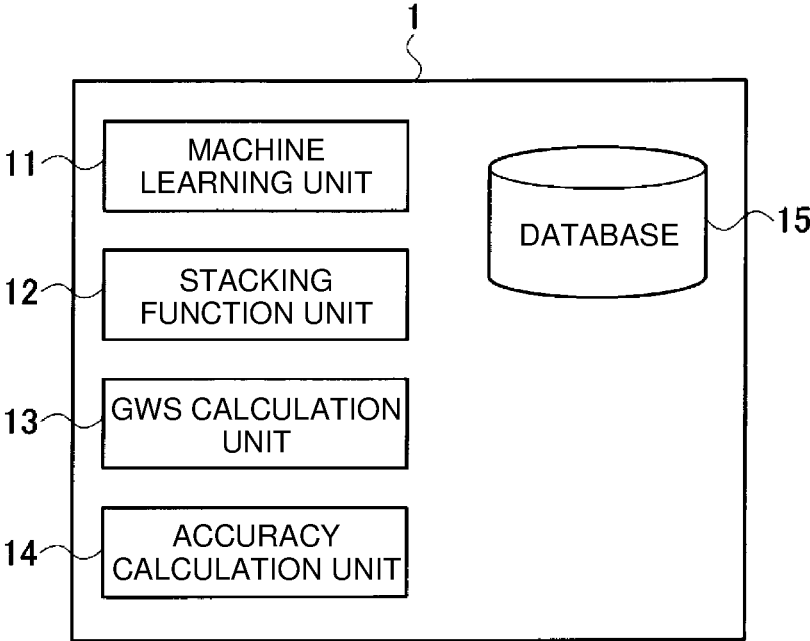 1
11
MACHINE
LEARNING UNIT
12
STACKING
FUNCTION UNIT
13
GWS CALCULATION
UNIT
14
ACCURACY
CALCULATION UNIT
DATABASE
15